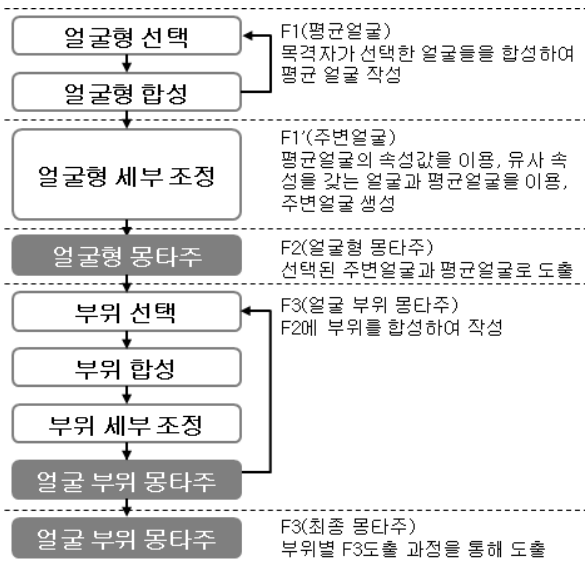 얼굴형 선택
F1(평균얼굴)
목격자가 선택한 얼굴들을 합성하여
평균 얼굴 작성
얼굴형 합성
얼굴형 세부 조정
F1'(주변얼굴)
평균얼굴의 속성값을 이용, 유사 속
성을 갖는 얼굴과 평균얼굴을 이용,
주변얼굴 생성
얼굴형 몽타주
F2(얼굴형 몽타주)
선택된 주변얼굴과 평균얼굴로 도출
부위 선택
F3(얼굴 부위 몽타주)
F2에 부위를 합성하여 작성
부위 합성
부위 세부 조정
얼굴 부위 몽타주
얼굴 부위 몽타주
F3(최종 몽타주)
부위별 F3도출 과정을 통해 도출